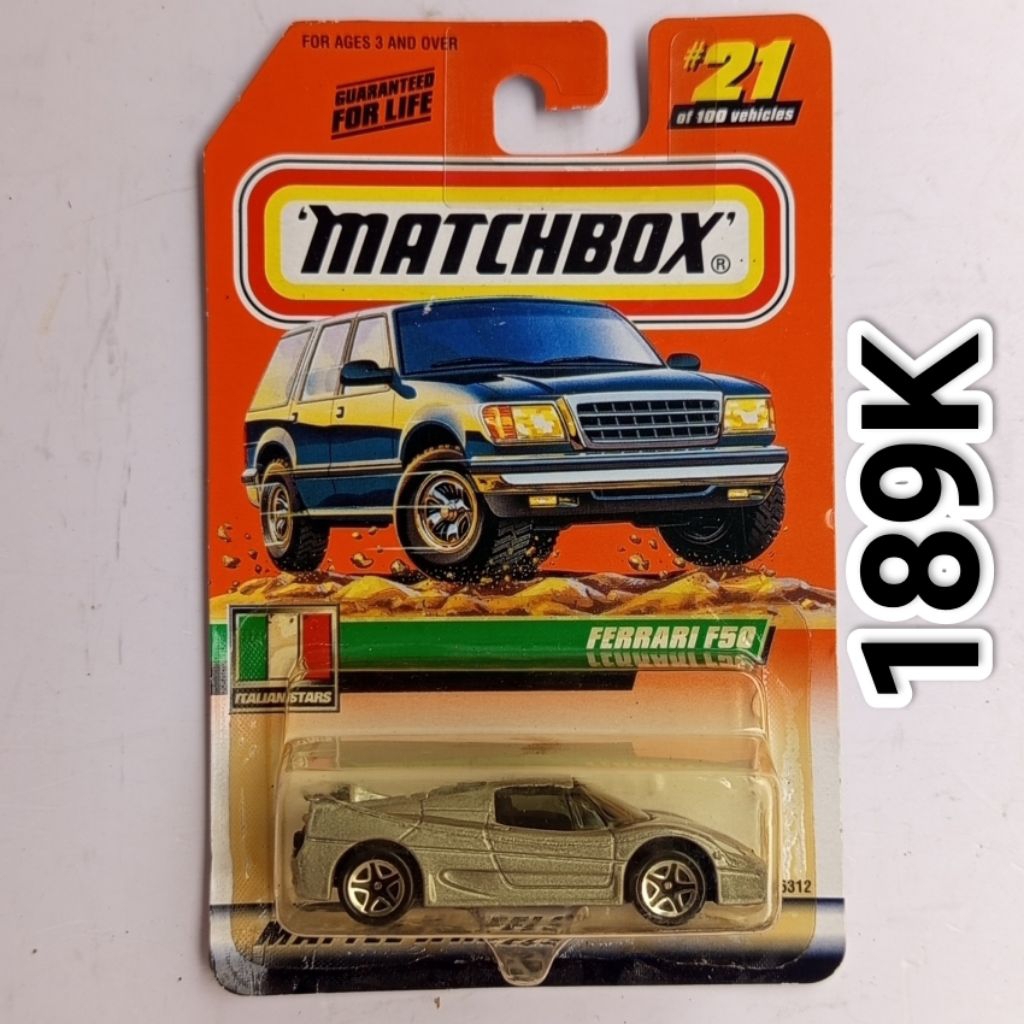 FOR AGES 3 AND OVER
GUARANTEED
FOR LIFE
#21
of 100 vehicles
'MATCHBOX'®
FERRARI F50
ITALIAN STARS
189K